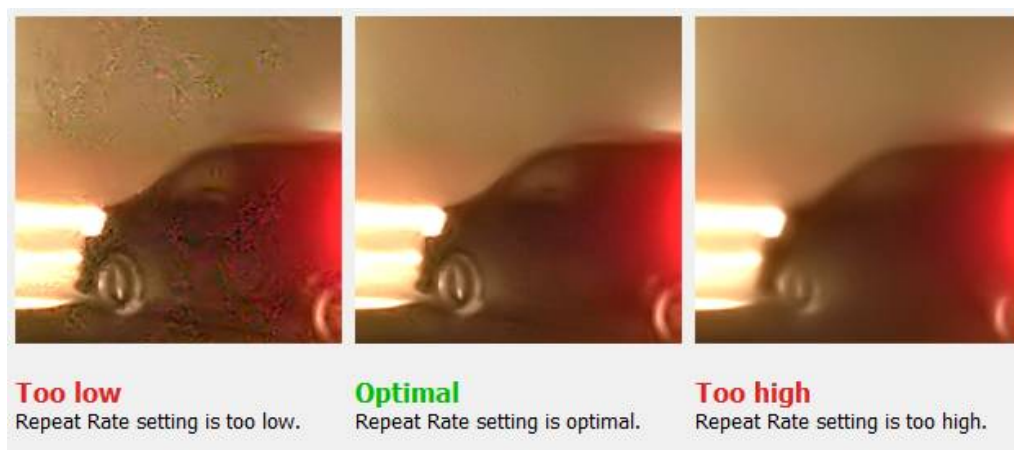 Too low
Repeat Rate setting is too low.
Optimal
Repeat Rate setting is optimal.
Too high
Repeat Rate setting is too high.